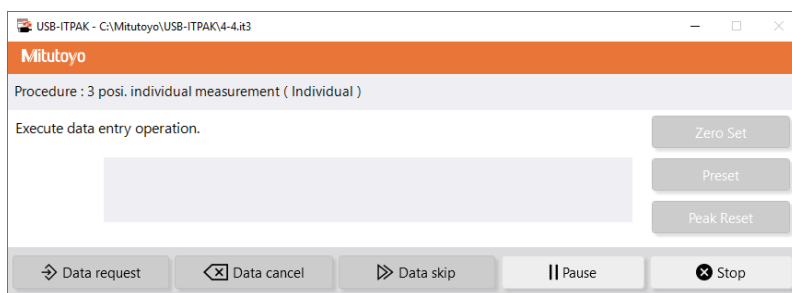 USB-ITPAK - C:\Mitutoyo\USB-ITPAK\4-4.it3
Mitutoyo
Procedure : 3 posi. individual measurement ( Individual )
Execute data entry operation.
Zero Set
Preset
Peak Reset
Data request
Data cancel
Data skip
Pause
Stop